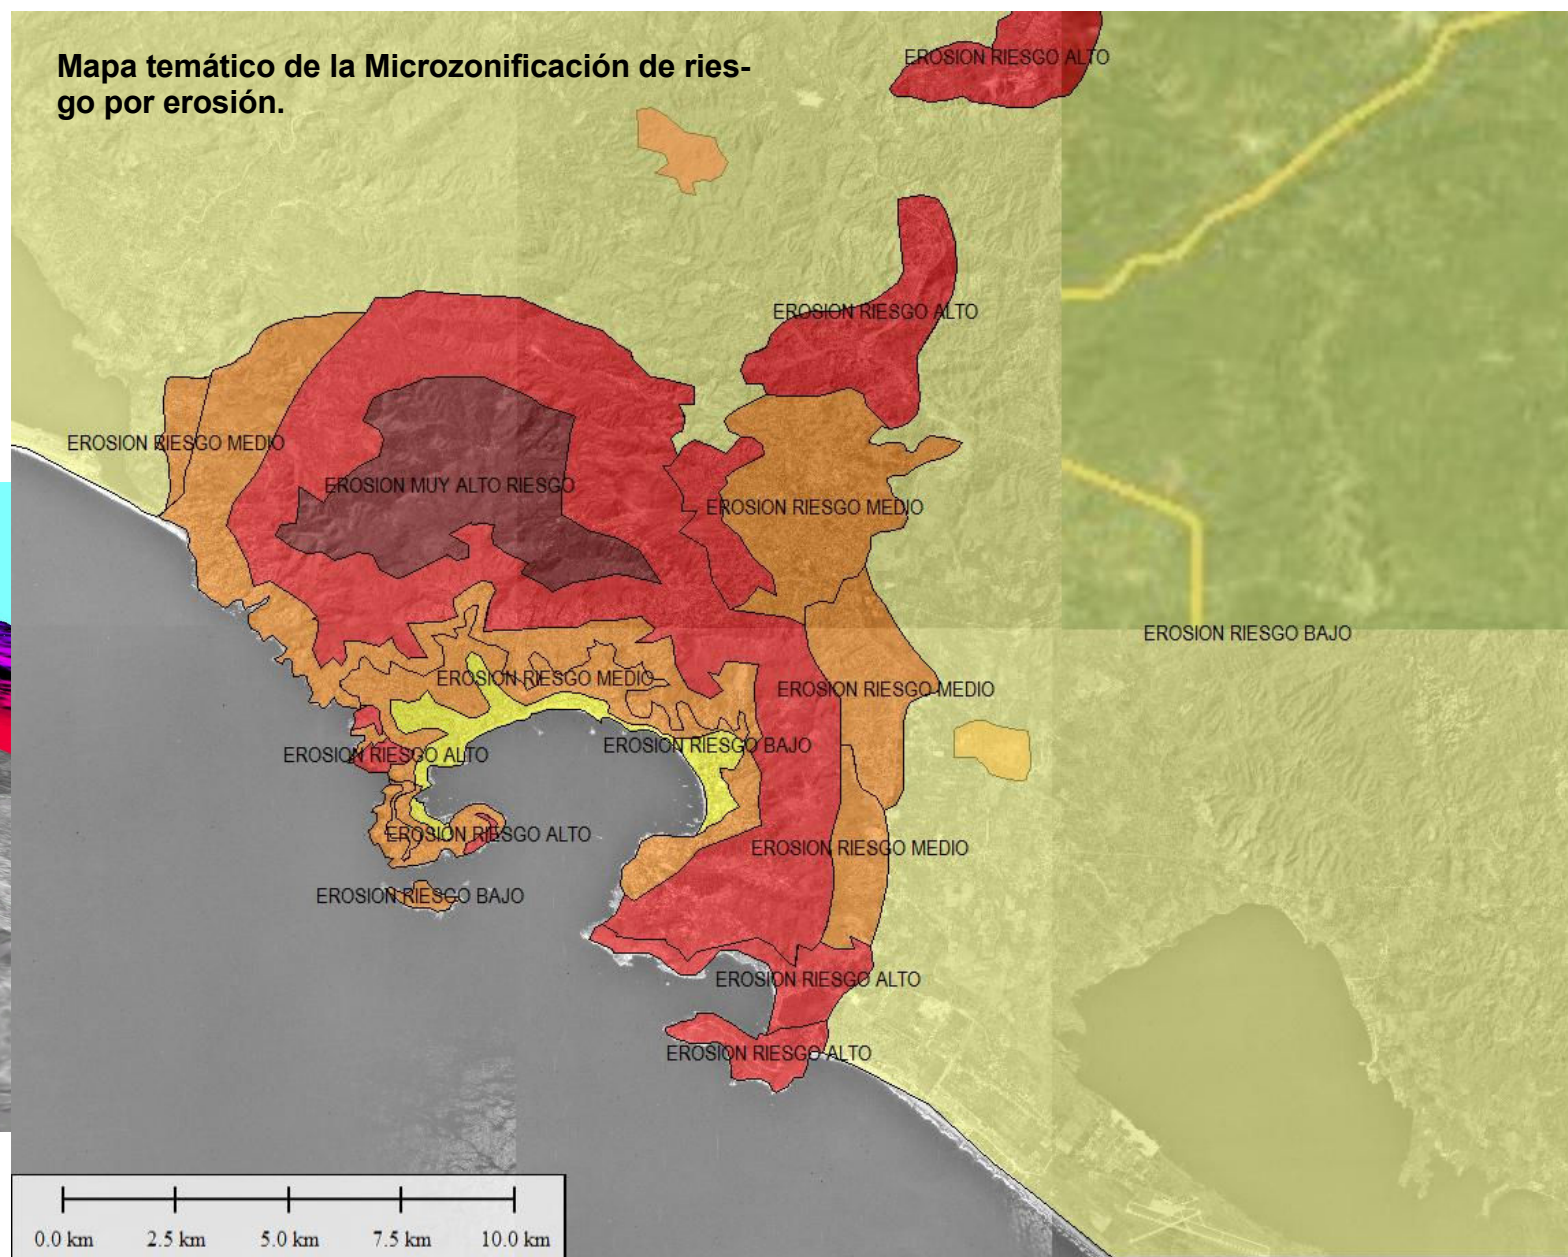 Mapa temático de la Microzonificación de ries-
go por erosión.
EROSION RIESGO ALTO
EROSION RIESGO ALTO
EROSION RIESGO MEDIO
EROSION MUY ALTO RIESGO
EROSION RIESGO MEDIO
EROSION RIESGO BAJO
EROSION RIESGO MEDIO
EROSION RIESGO MEDIO
EROSION RIESGO ALTO
EROSION RIESGO BAJO
EROSION RIESGO ALTO
EROSION RIESGO MEDIO
EROSION RIESGO BAJO
EROSION RIESGO ALTO
EROSION RIESGO ALTO
0.0 km 2.5 km 5.0 km 7.5 km 10.0 km